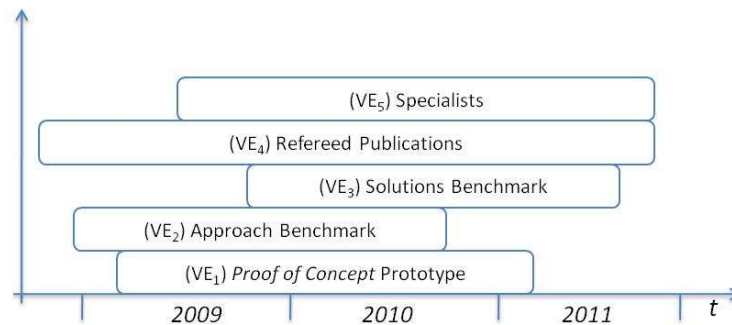 (VE₅) Specialists
(VE₄) Refereed Publications
(VE₃) Solutions Benchmark
(VE₂) Approach Benchmark
(VE₁) Proof of Concept Prototype
2009 2010 2011 t